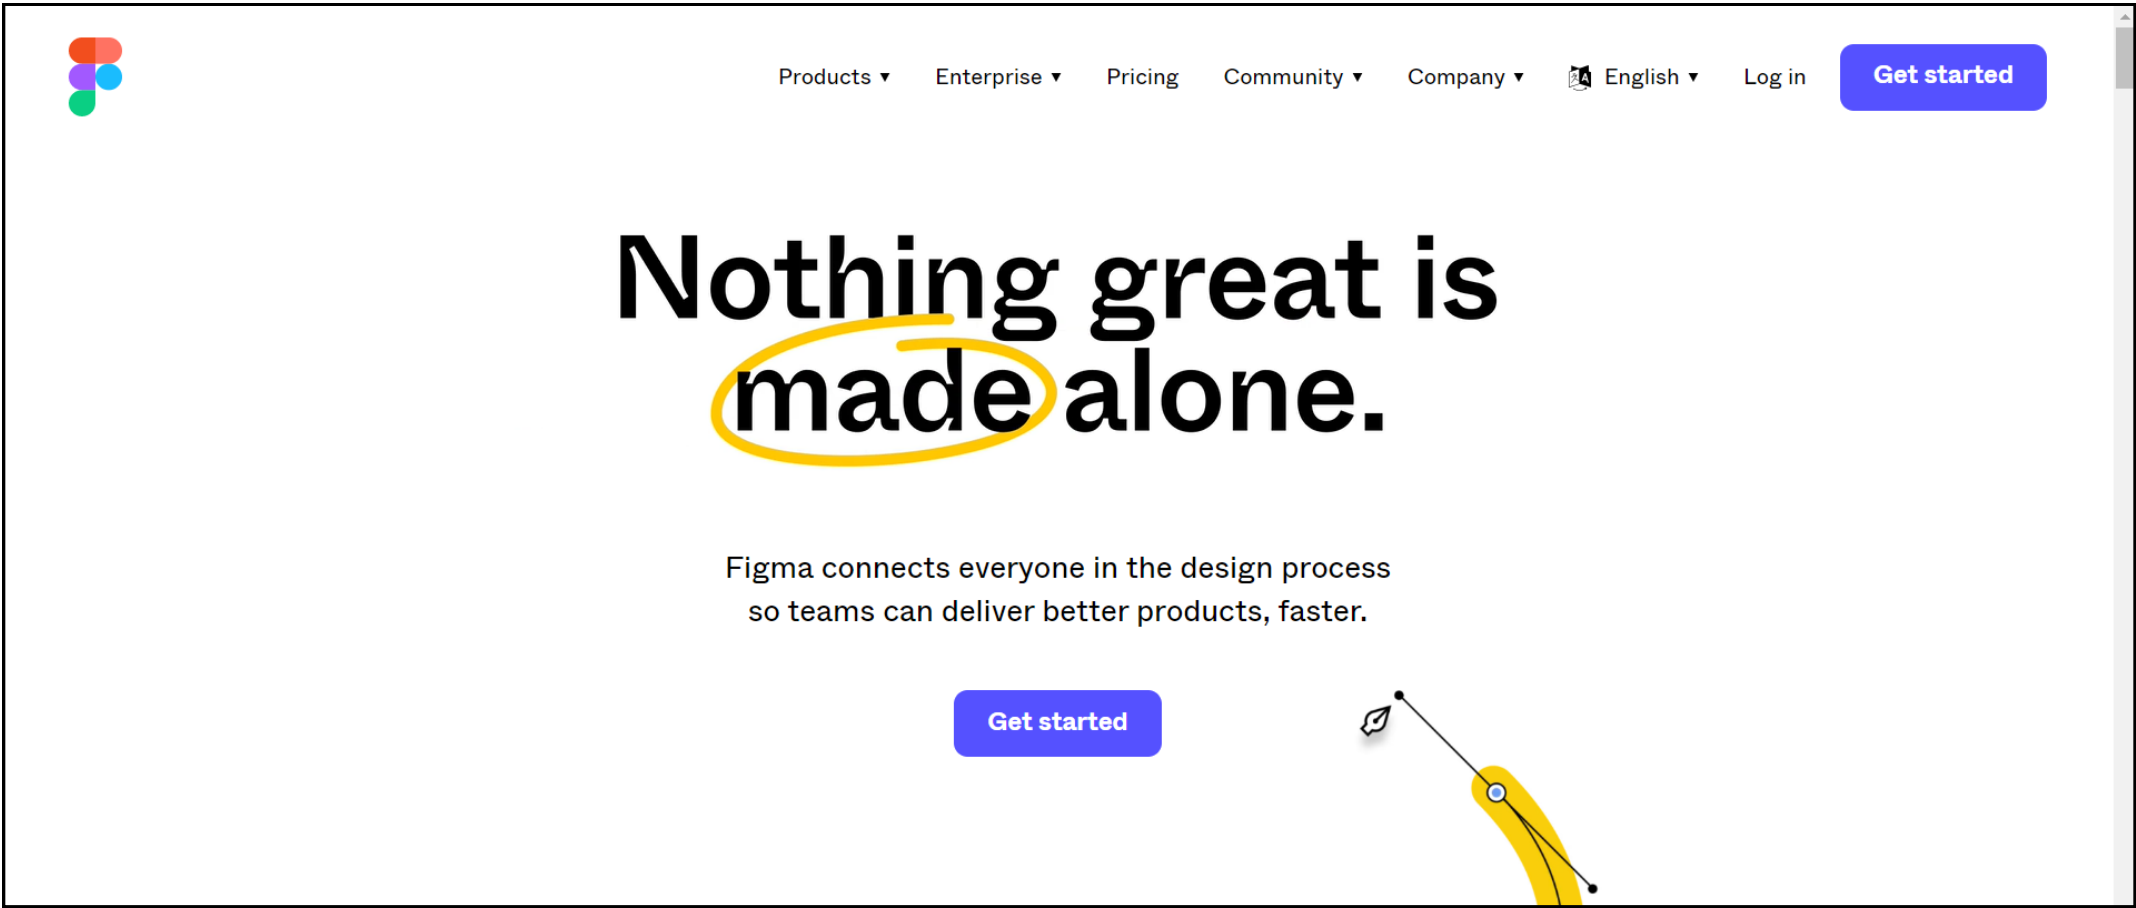 Products ▼ Enterprise ▼ Pricing Community ▼ Company ▼ English ▼ Log in Get started
Nothing great is
made alone.
Figma connects everyone in the design process
so teams can deliver better products, faster.
Get started